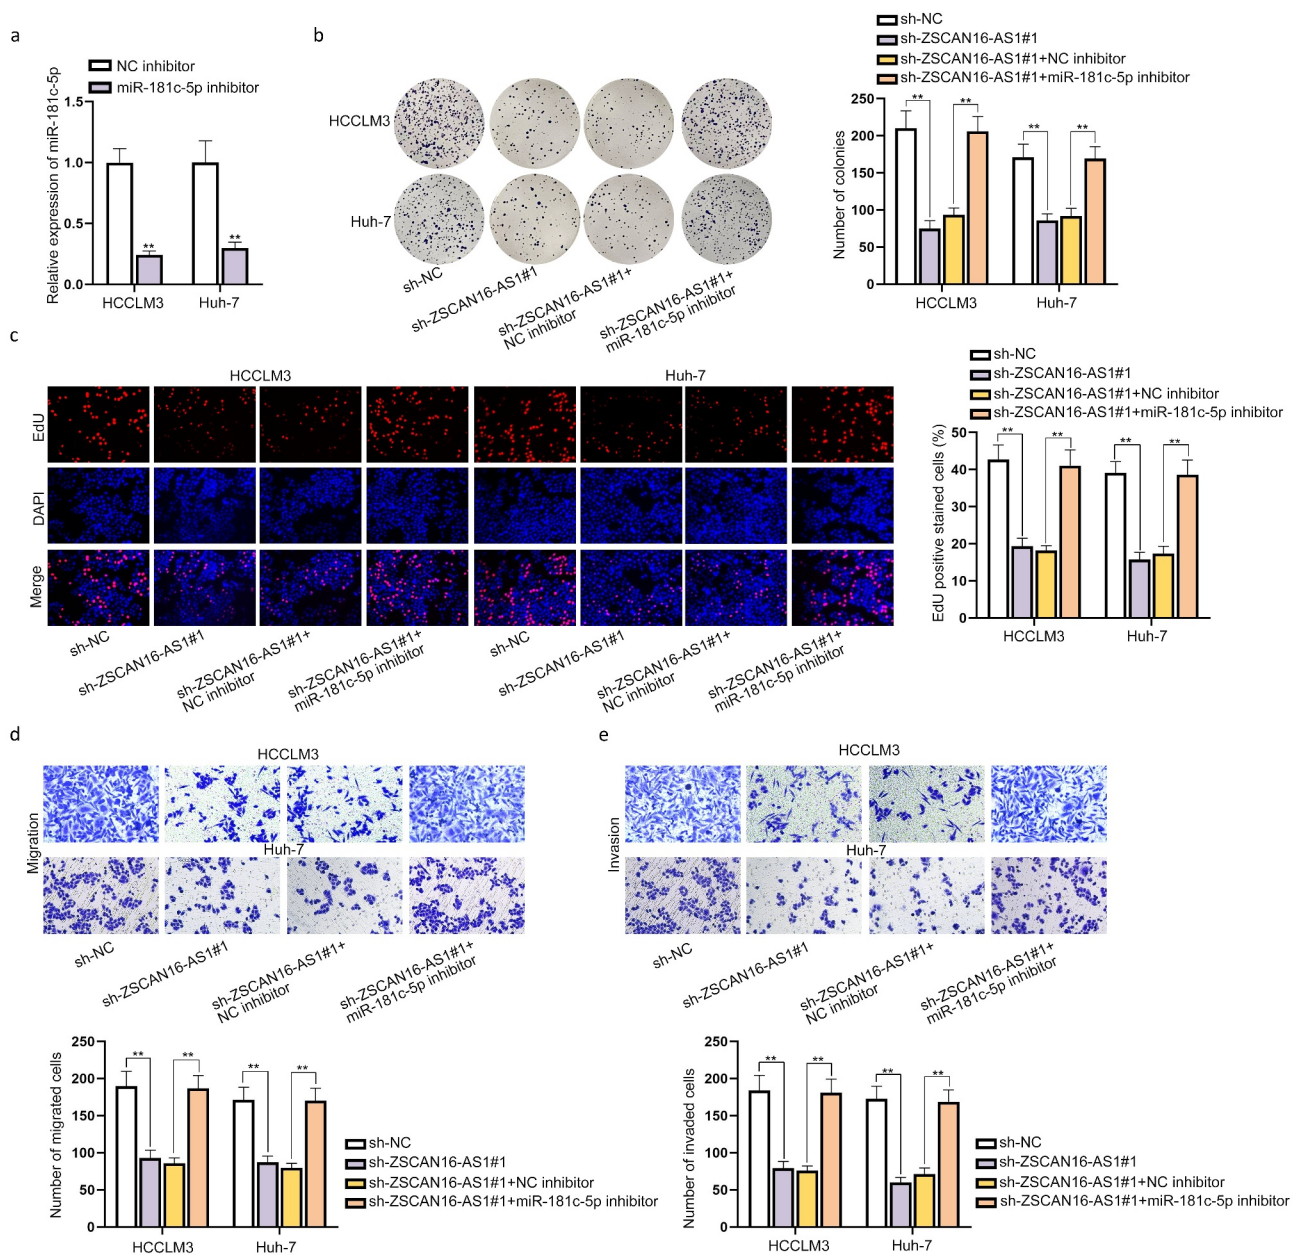 a
NC inhibitor
miR-181c-5p inhibitor
Relative expression of miR-181c-5p
1.5
1.0
0.5
0.0
**
**
HCCLM3
Huh-7
b
HCCLM3
Huh-7
sh-NC
sh-ZSCAN16-AS1#1
sh-ZSCAN16-AS1#1+
NC inhibitor
sh-ZSCAN16-AS1#1+
miR-181c-5p inhibitor
sh-NC
sh-ZSCAN16-AS1#1
sh-ZSCAN16-AS1#1+NC inhibitor
sh-ZSCAN16-AS1#1+miR-181c-5p inhibitor
Number of colonies
250
200
150
100
50
0
**
**
**
**
HCCLM3
Huh-7
c
HCCLM3
Huh-7
EdU
DAPI
Merge
sh-NC
sh-ZSCAN16-AS1#1
sh-ZSCAN16-AS1#1+
NC inhibitor
sh-ZSCAN16-AS1#1+
miR-181c-5p inhibitor
sh-NC
sh-ZSCAN16-AS1#1
sh-ZSCAN16-AS1#1+
NC inhibitor
sh-ZSCAN16-AS1#1+
miR-181c-5p inhibitor
sh-NC
sh-ZSCAN16-AS1#1
sh-ZSCAN16-AS1#1+NC inhibitor
sh-ZSCAN16-AS1#1+miR-181c-5p inhibitor
EdU positive stained cells (%)
50
40
30
20
10
0
**
**
**
**
HCCLM3
Huh-7
d
HCCLM3
Migration
Huh-7
sh-NC
sh-ZSCAN16-AS1#1
sh-ZSCAN16-AS1#1+
NC inhibitor
sh-ZSCAN16-AS1#1+
miR-181c-5p inhibitor
Number of migrated cells
250
200
150
100
50
0
**
**
**
**
HCCLM3
Huh-7
sh-NC
sh-ZSCAN16-AS1#1
sh-ZSCAN16-AS1#1+NC inhibitor
sh-ZSCAN16-AS1#1+miR-181c-5p inhibitor
e
HCCLM3
Invasion
Huh-7
sh-NC
sh-ZSCAN16-AS1#1
sh-ZSCAN16-AS1#1+
NC inhibitor
sh-ZSCAN16-AS1#1+
miR-181c-5p inhibitor
Number of invaded cells
250
200
150
100
50
0
**
**
**
**
HCCLM3
Huh-7
sh-NC
sh-ZSCAN16-AS1#1
sh-ZSCAN16-AS1#1+NC inhibitor
sh-ZSCAN16-AS1#1+miR-181c-5p inhibitor